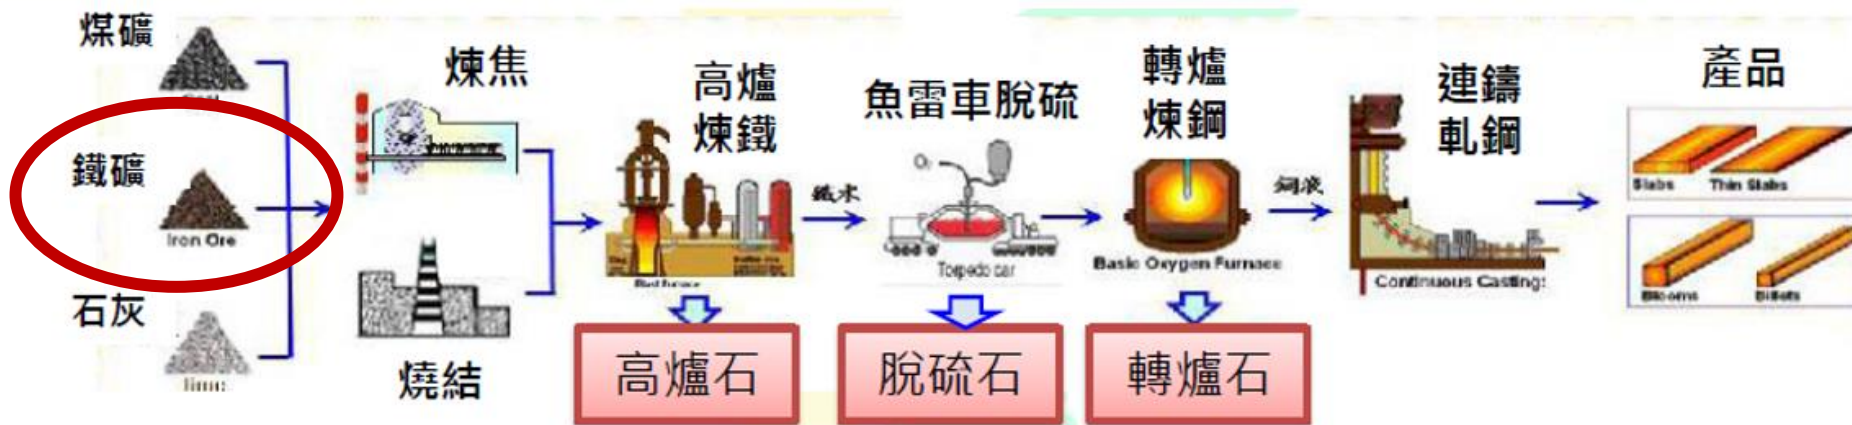 煤礦
鐵礦
Iron Ore
石灰
lime
煉焦
燒結
高爐
煉鐵
鐵水
魚雷車脫硫
O₂
Torpedo car
轉爐
煉鋼
Basic Oxygen Furnace
連鑄
軋鋼
Continuous Casting:
產品
Slabs
Thin Slabs
Blooms
Billets
高爐石
脫硫石
轉爐石